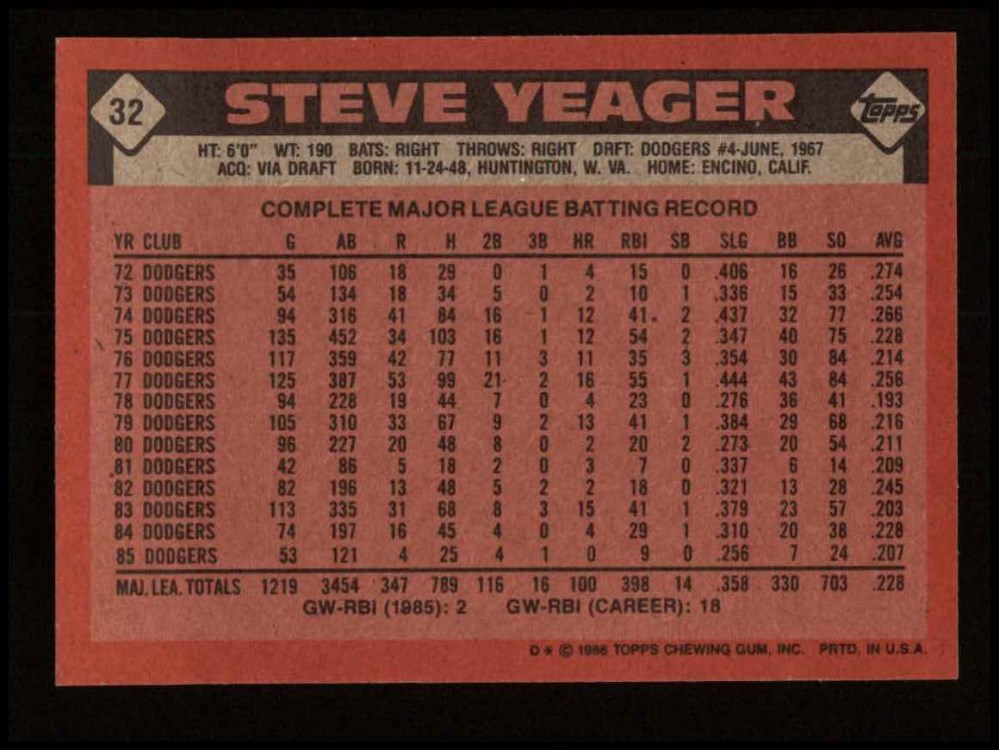 32 STEVE YEAGER Topps
HT: 6'0" WT: 190 BATS: RIGHT THROWS: RIGHT DRFT: DODGERS #4-JUNE, 1967
ACQ: VIA DRAFT BORN: 11-24-48, HUNTINGTON, W. VA. HOME: ENCINO, CALIF.
COMPLETE MAJOR LEAGUE BATTING RECORD
YR CLUB G AB R H 2B 3B HR RBI SB SLG BB SO AVG
72 DODGERS 35 106 18 29 0 1 4 15 0 .406 16 26 .274
73 DODGERS 54 134 18 34 5 0 2 10 1 .336 15 33 .254
74 DODGERS 94 316 41 84 16 1 12 41 2 .437 32 77 .266
75 DODGERS 135 452 34 103 16 1 12 54 2 .347 40 75 .228
76 DODGERS 117 359 42 77 11 3 11 35 3 .354 30 84 .214
77 DODGERS 125 387 53 99 21 2 16 55 1 .444 43 84 .256
78 DODGERS 94 228 19 44 7 0 4 23 0 .276 36 41 .193
79 DODGERS 105 310 33 67 9 2 13 41 1 .384 29 68 .216
80 DODGERS 96 227 20 48 8 0 2 20 2 .273 20 54 .211
81 DODGERS 42 86 5 18 2 0 3 7 0 .337 6 14 .209
82 DODGERS 82 196 13 48 5 2 2 18 0 .321 13 28 .245
83 DODGERS 113 335 31 68 8 3 15 41 1 .379 23 57 .203
84 DODGERS 74 197 16 45 4 0 4 29 1 .310 20 38 .228
85 DODGERS 53 121 4 25 4 1 0 9 0 .256 7 24 .207
MAJ. LEA. TOTALS 1219 3454 347 789 116 16 100 398 14 .358 330 703 .228
GW-RBI (1985): 2 GW-RBI (CAREER): 18
D * © 1986 TOPPS CHEWING GUM, INC. PRTD. IN U.S.A.